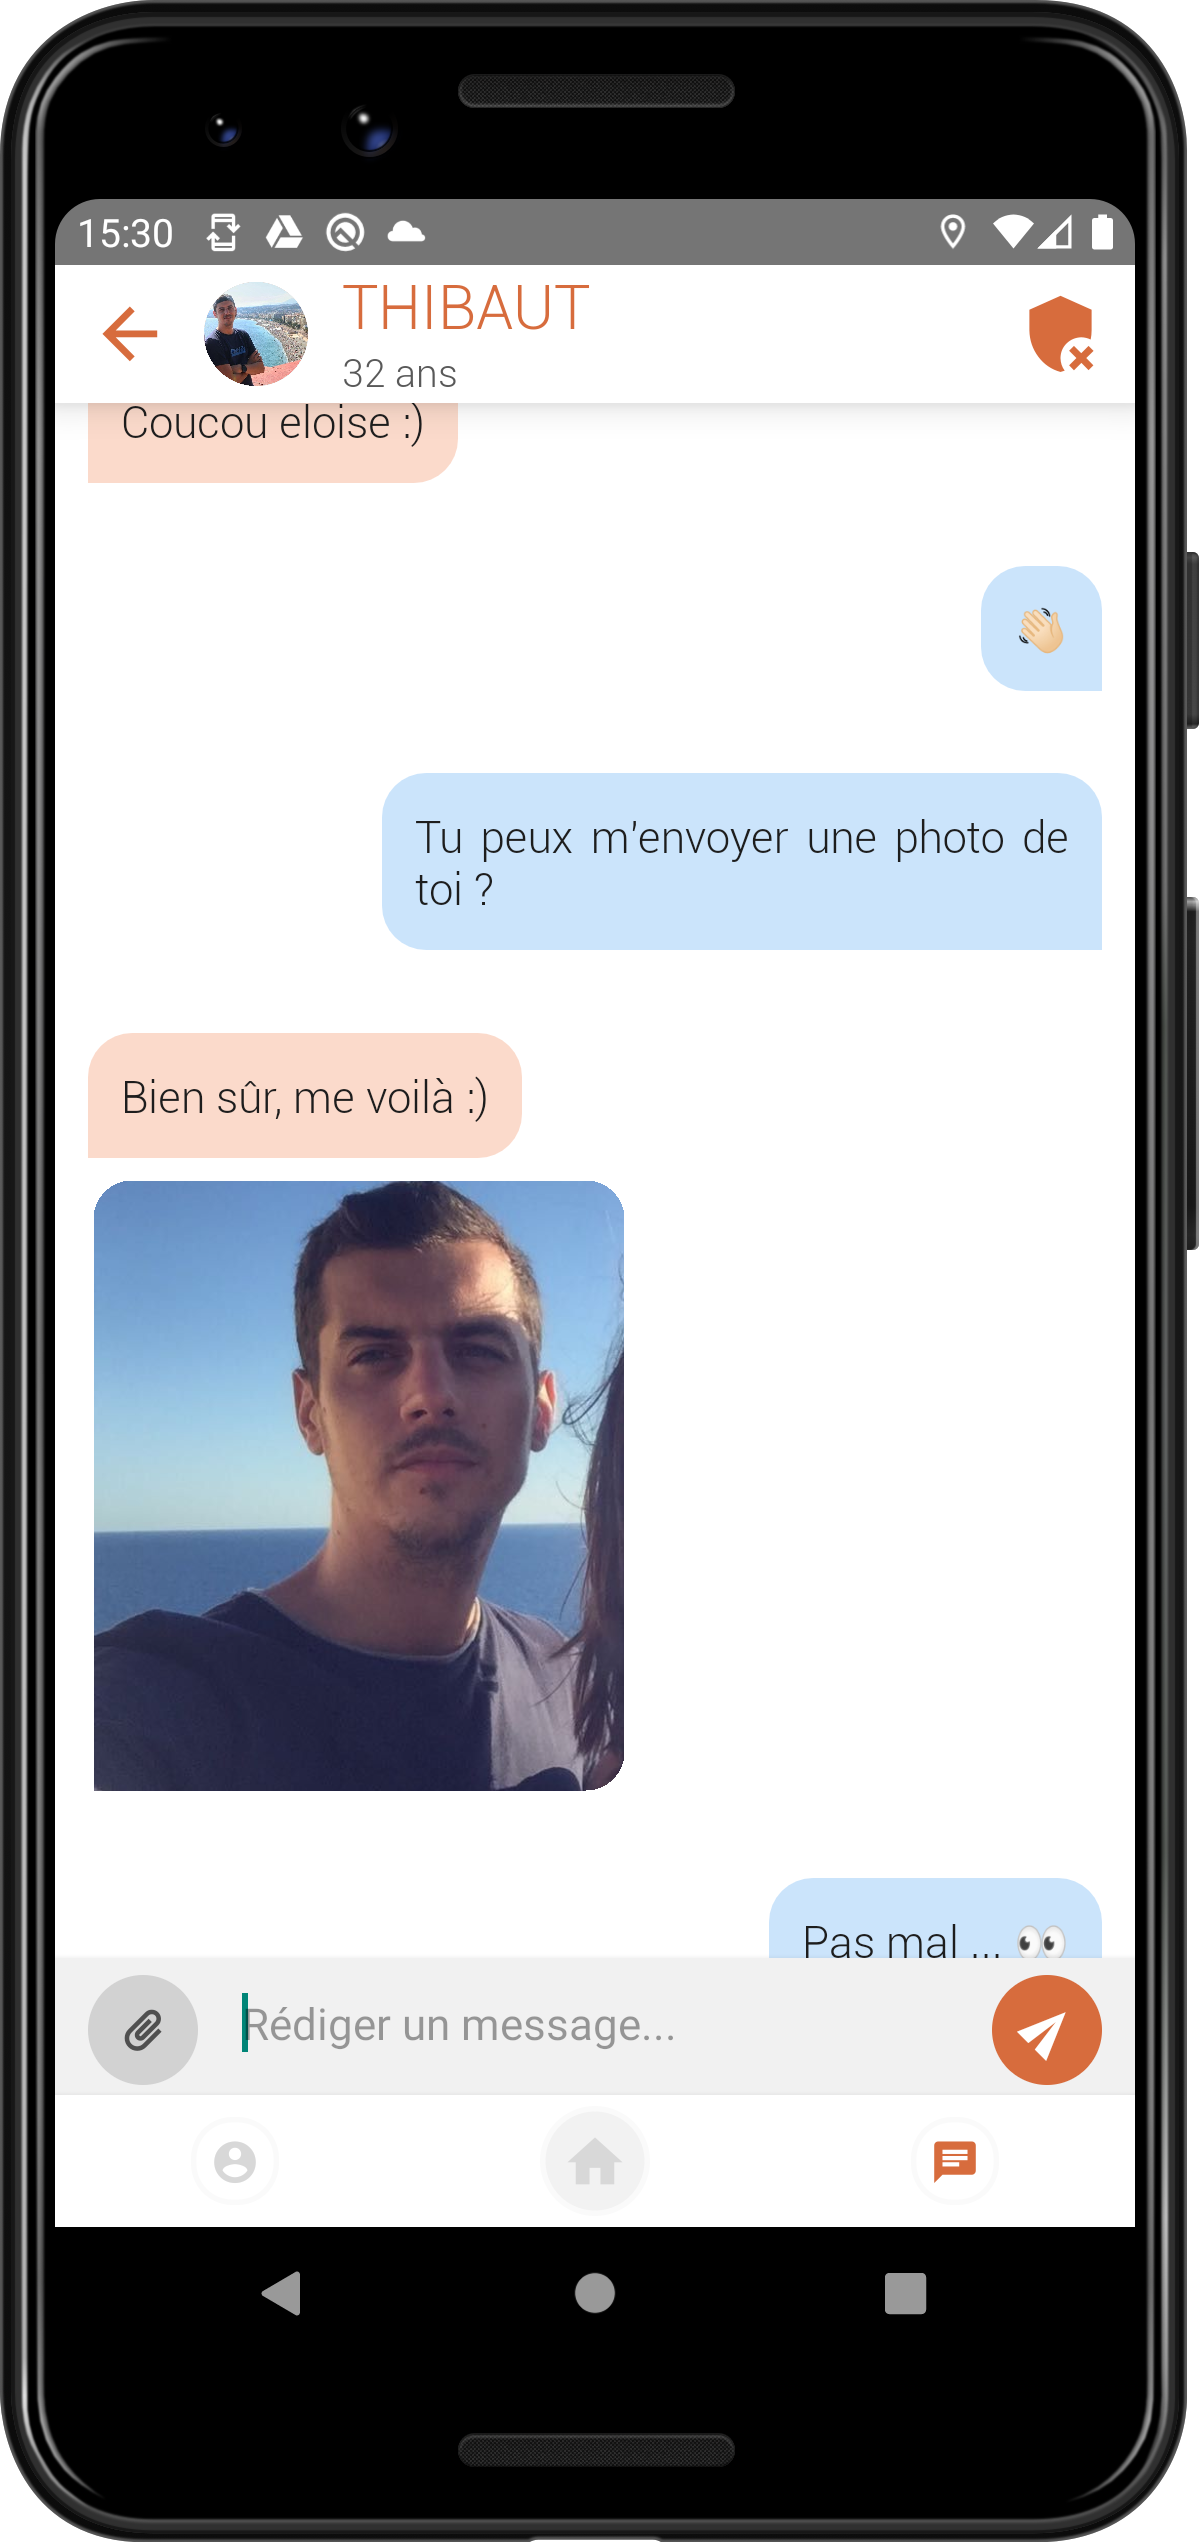 15:30
THIBAUT
32 ans
Coucou eloise :)
👋🏻
Tu peux m'envoyer une photo de
toi ?
Bien sûr, me voilà :)
Pas mal ... 👀
Rédiger un message...